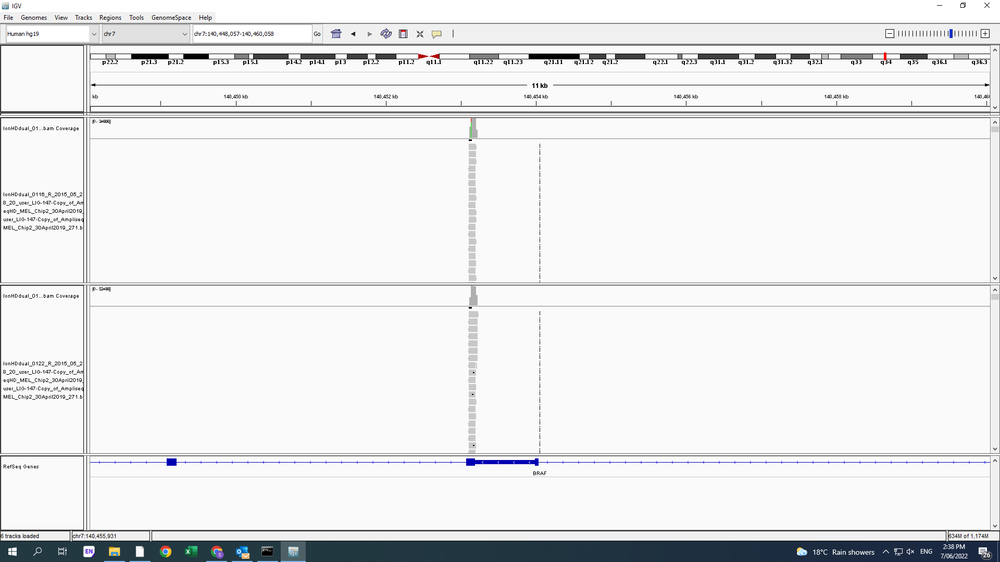 IGV
File Genomes View Tracks Regions Tools GenomeSpace Help
Human hg19 chr7 chr7:140,448,057-140,460,058 Go
p22.2 p21.3 p21.2 p15.3 p15.1 p14.2 p14.1 p13 p12.2 p11.2 q11.1 q11.22 q11.23 q21.11 q21.12 q21.2 q22.1 q22.3 q31.1 q31.2 q31.32 q32.1 q33 q34 q35 q36.1 q36.3
11 kb
kb 140,450 kb 140,452 kb 140,454 kb 140,456 kb 140,458 kb 140,460
IonHDdual_01...bam Coverage
IonHDdual_0116_R_2015_05_2
8_20_user_LIG-147-Copy_of_Am
eqHD_MEL_Chip2_30April2019_
user_LIG-147-Copy_of_Ampliseq
MEL_Chip2_30April2019_271.b
IonHDdual_01...bam Coverage
IonHDdual_0122_R_2015_05_2
8_20_user_LIG-147-Copy_of_Am
eqHD_MEL_Chip2_30April2019_
user_LIG-147-Copy_of_Ampliseq
MEL_Chip2_30April2019_271.b
RefSeq Genes
BRAF
6 tracks loaded chr7:140,455,931 634M of 1,174M
EN
igv
18°C Rain showers ENG
2:38 PM
7/06/2022
26